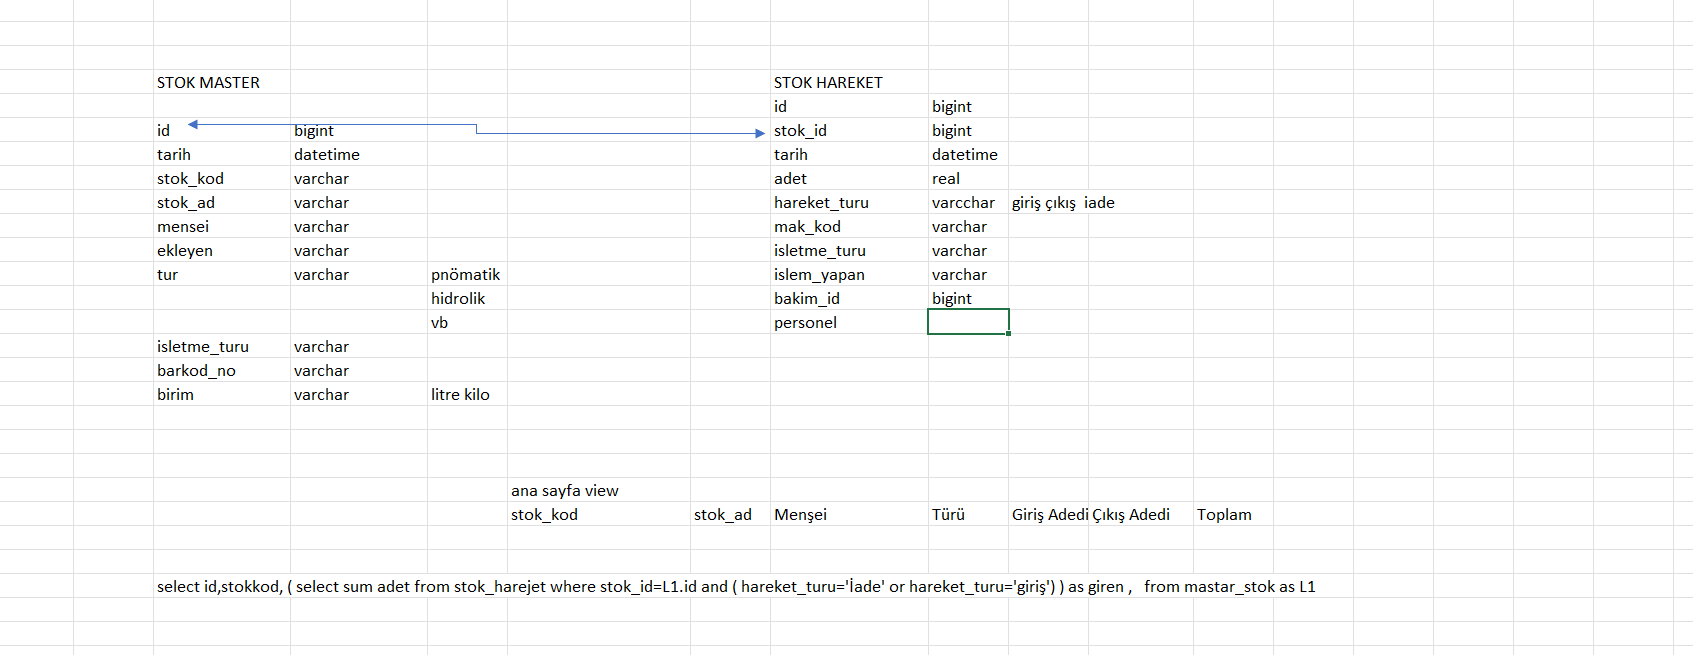 STOK MASTER STOK HAREKET
id bigint
id bigint stok_id bigint
tarih datetime tarih datetime
stok_kod varchar adet real
stok_ad varchar hareket_turu varcchar giriş çıkış iade
mensei varchar mak_kod varchar
ekleyen varchar isletme_turu varchar
tur varchar pnömatik islem_yapan varchar
hidrolik bakim_id bigint
vb personel
isletme_turu varchar
barkod_no varchar
birim varchar litre kilo
ana sayfa view
stok_kod stok_ad Menşei Türü Giriş Adedi Çıkış Adedi Toplam
select id,stokkod, ( select sum adet from stok_harejet where stok_id=L1.id and ( hareket_turu='İade' or hareket_turu='giriş') ) as giren , from mastar_stok as L1